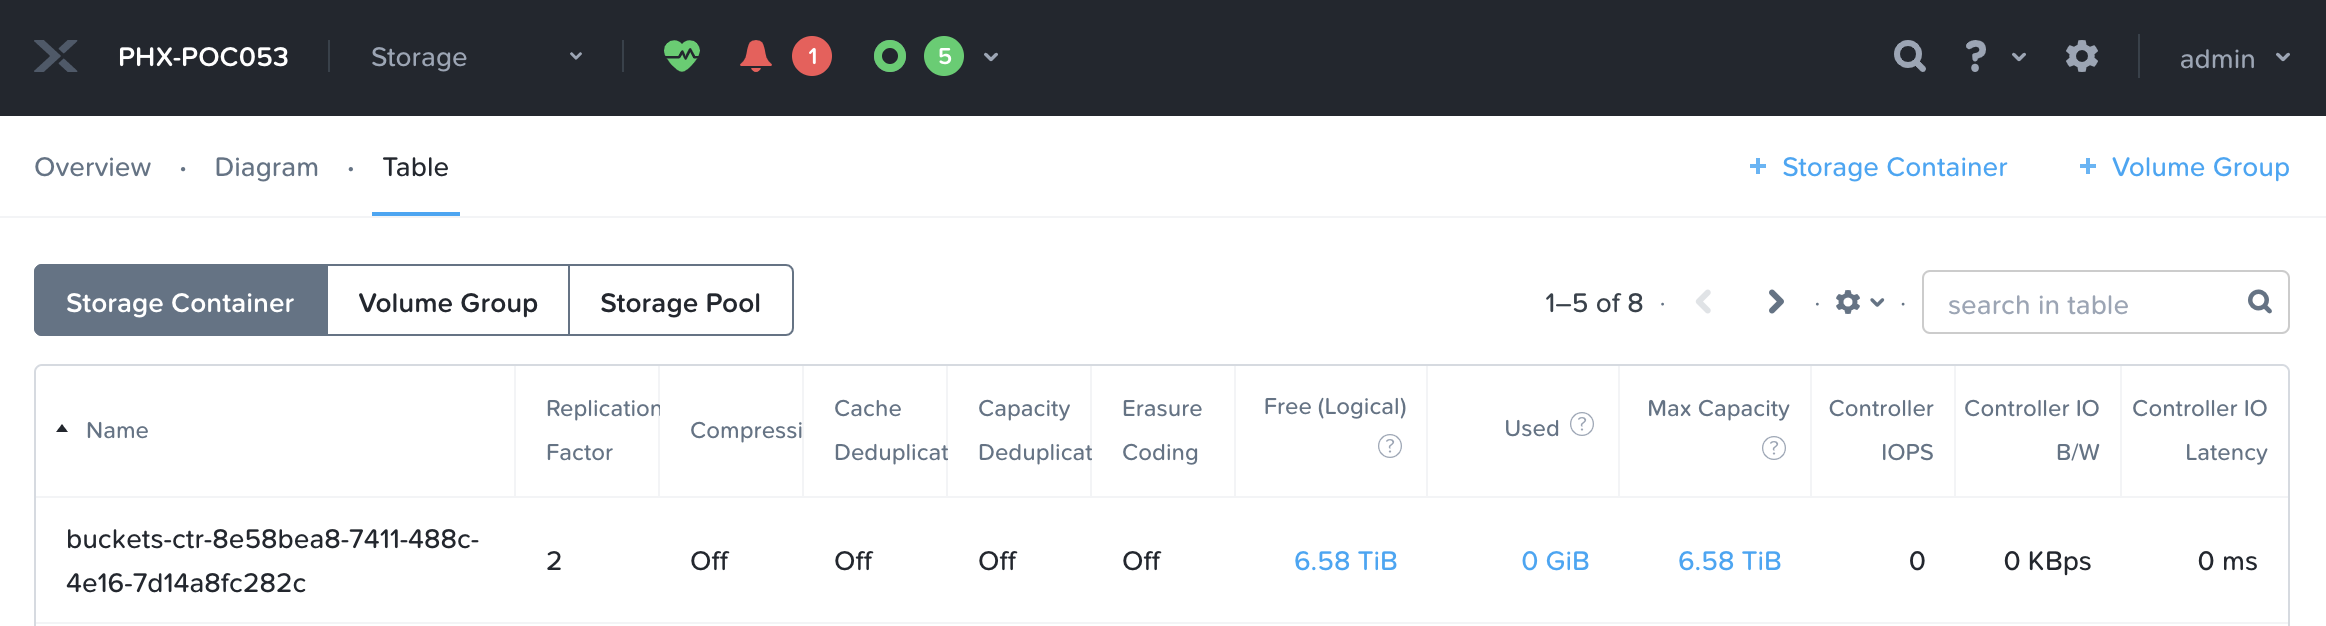 PHX-POC053 Storage 1 5 ? admin
Overview · Diagram · Table + Storage Container + Volume Group
Storage Container Volume Group Storage Pool 1–5 of 8 · · · search in table
Name Replication Factor Compressi Cache Deduplicat Capacity Deduplicat Erasure Coding Free (Logical) ? Used ? Max Capacity ? Controller IOPS Controller IO B/W Controller IO Latency
buckets-ctr-8e58bea8-7411-488c-
4e16-7d14a8fc282c 2 Off Off Off Off 6.58 TiB 0 GiB 6.58 TiB 0 0 KBps 0 ms